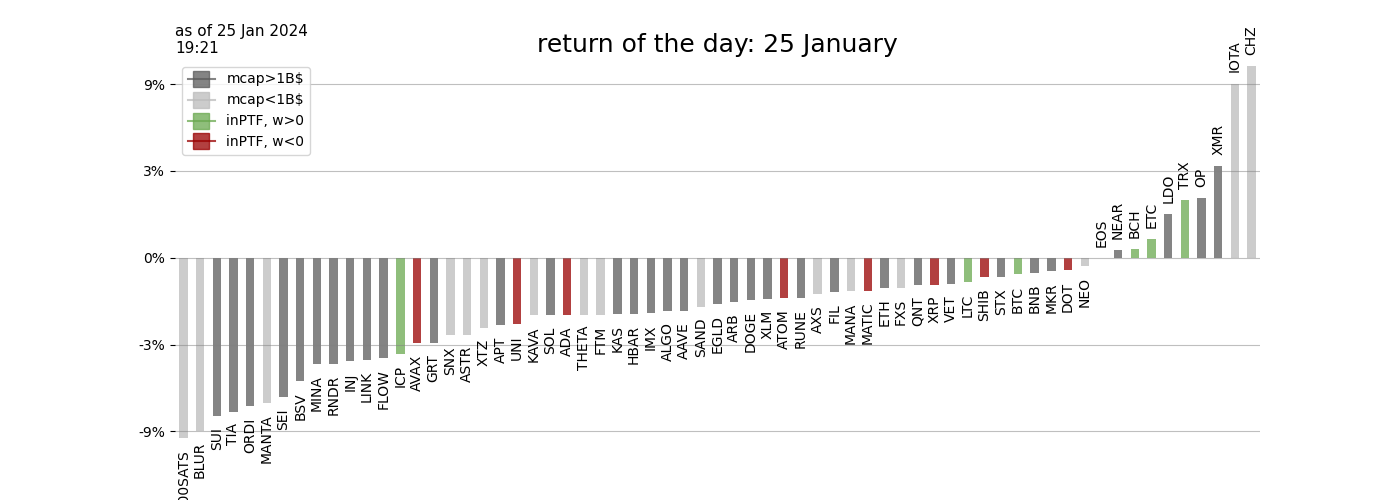 as of 25 Jan 2024
19:21
return of the day: 25 January
mcap>1B$
mcap<1B$
inPTF, w>0
inPTF, w<0
9%
3%
0%
-3%
-9%
00SATS
BLUR
SUI
TIA
ORDI
MANTA
SEI
BSV
MINA
RNDR
INJ
LINK
FLOW
ICP
AVAX
GRT
SNX
ASTR
XTZ
APT
UNI
KAVA
SOL
ADA
THETA
FTM
KAS
HBAR
IMX
ALGO
AAVE
SAND
EGLD
ARB
DOGE
XLM
ATOM
RUNE
AXS
FIL
MANA
MATIC
ETH
FXS
QNT
XRP
VET
LTC
SHIB
STX
BTC
BNB
MKR
DOT
NEO
EOS
NEAR
BCH
ETC
LDO
TRX
OP
XMR
IOTA
CHZ